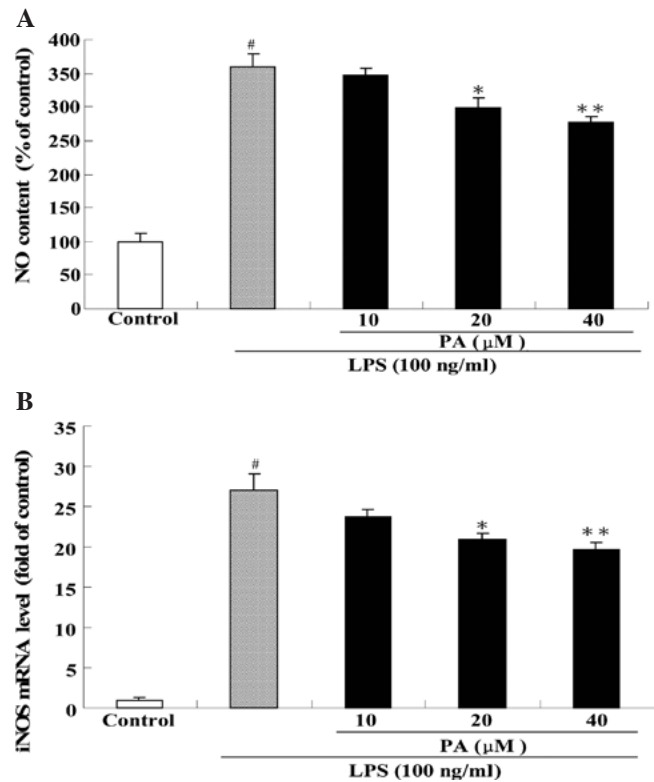 A
NO content (% of control)
400
350
300
250
200
150
100
50
0
#
*
**
Control
10
20
40
PA (μM)
LPS (100 ng/ml)
B
iNOS mRNA level (fold of control)
35
30
25
20
15
10
5
0
#
*
**
Control
10
20
40
PA (μM)
LPS (100 ng/ml)